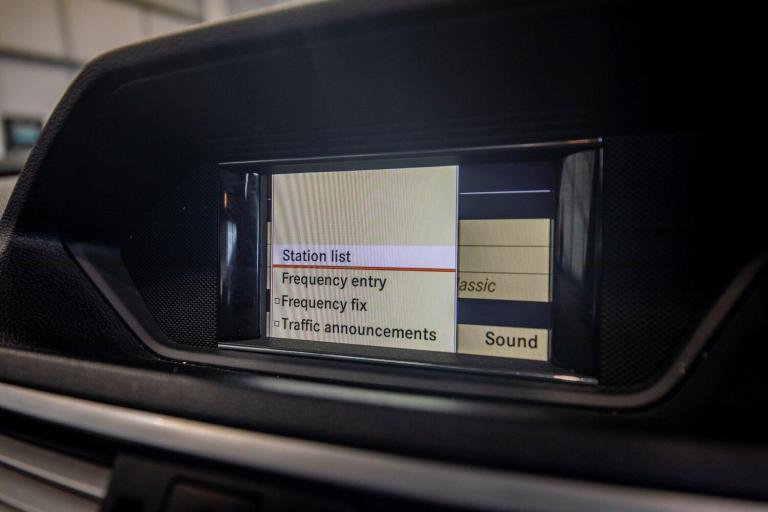 Station list
Frequency entry
Frequency fix
Traffic announcements
assic
Sound